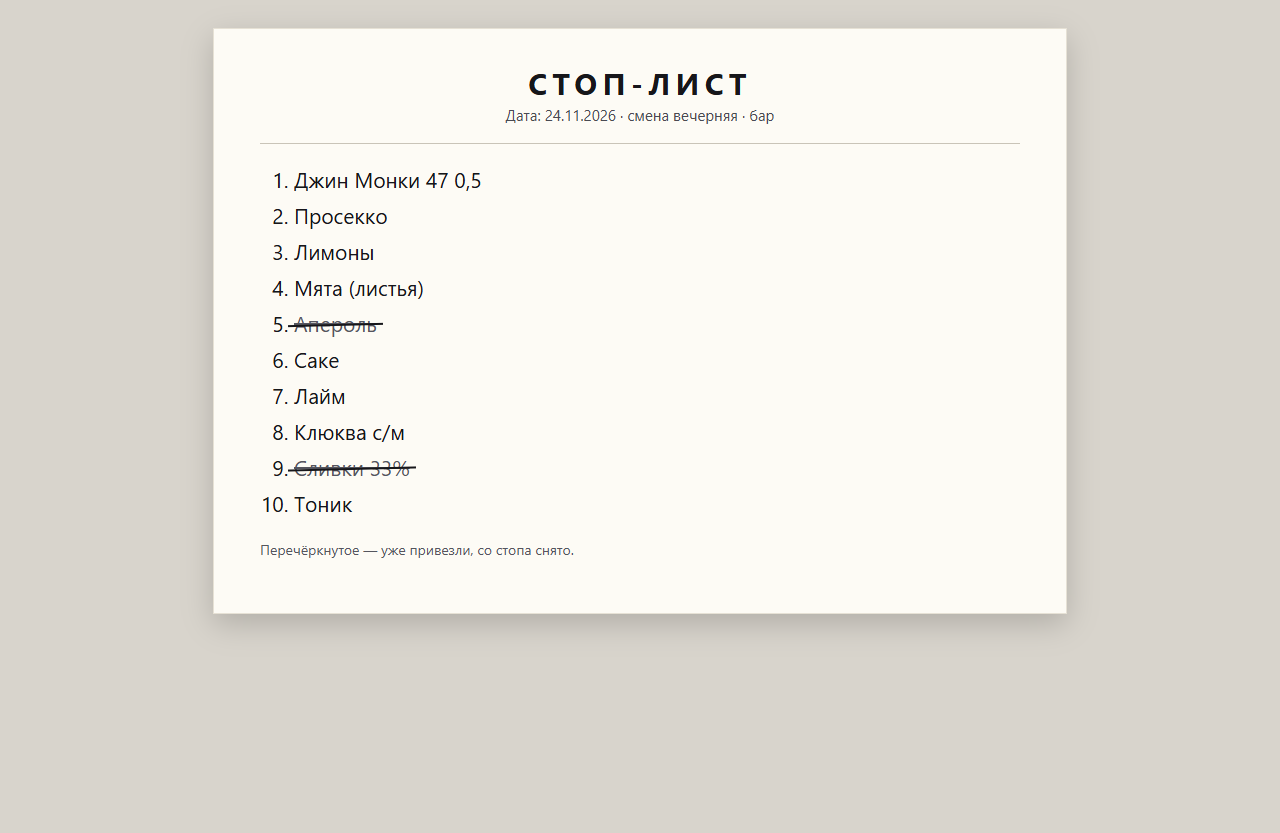 СТОП-ЛИСТ
Дата: 24.11.2026 · смена вечерняя · бар
1. Джин Монки 47 0,5
2. Просекко
3. Лимоны
4. Мята (листья)
5. Апероль
6. Саке
7. Лайм
8. Клюква с/м
9. Сливки 33%
10. Тоник
Перечёркнутое — уже привезли, со стопа снято.